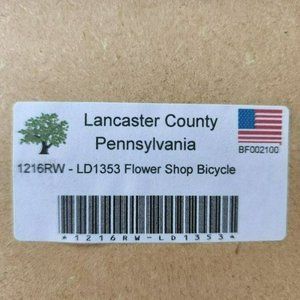 Lancaster County
Pennsylvania
BF002100
1216RW - LD1353 Flower Shop Bicycle
*1216RW-LD1353*